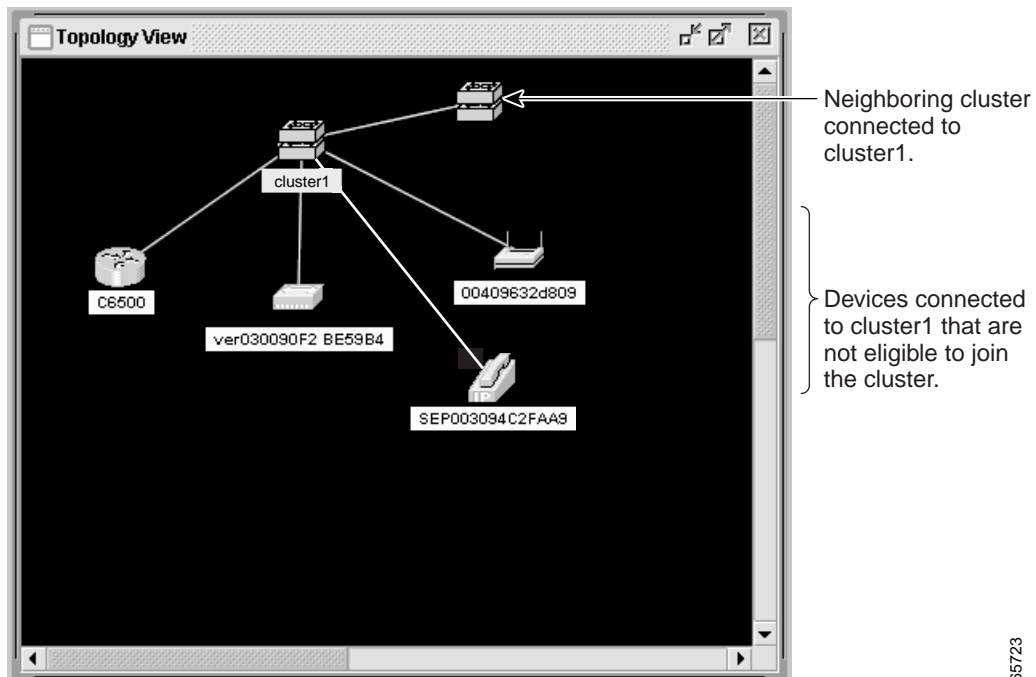 Topology View
Neighboring cluster
connected to
cluster1.
cluster1
C6500
00409632d809
ver030090F2 BE59B4
Devices connected
to cluster1 that are
not eligible to join
the cluster.
IP
SEP003094C2FAA9